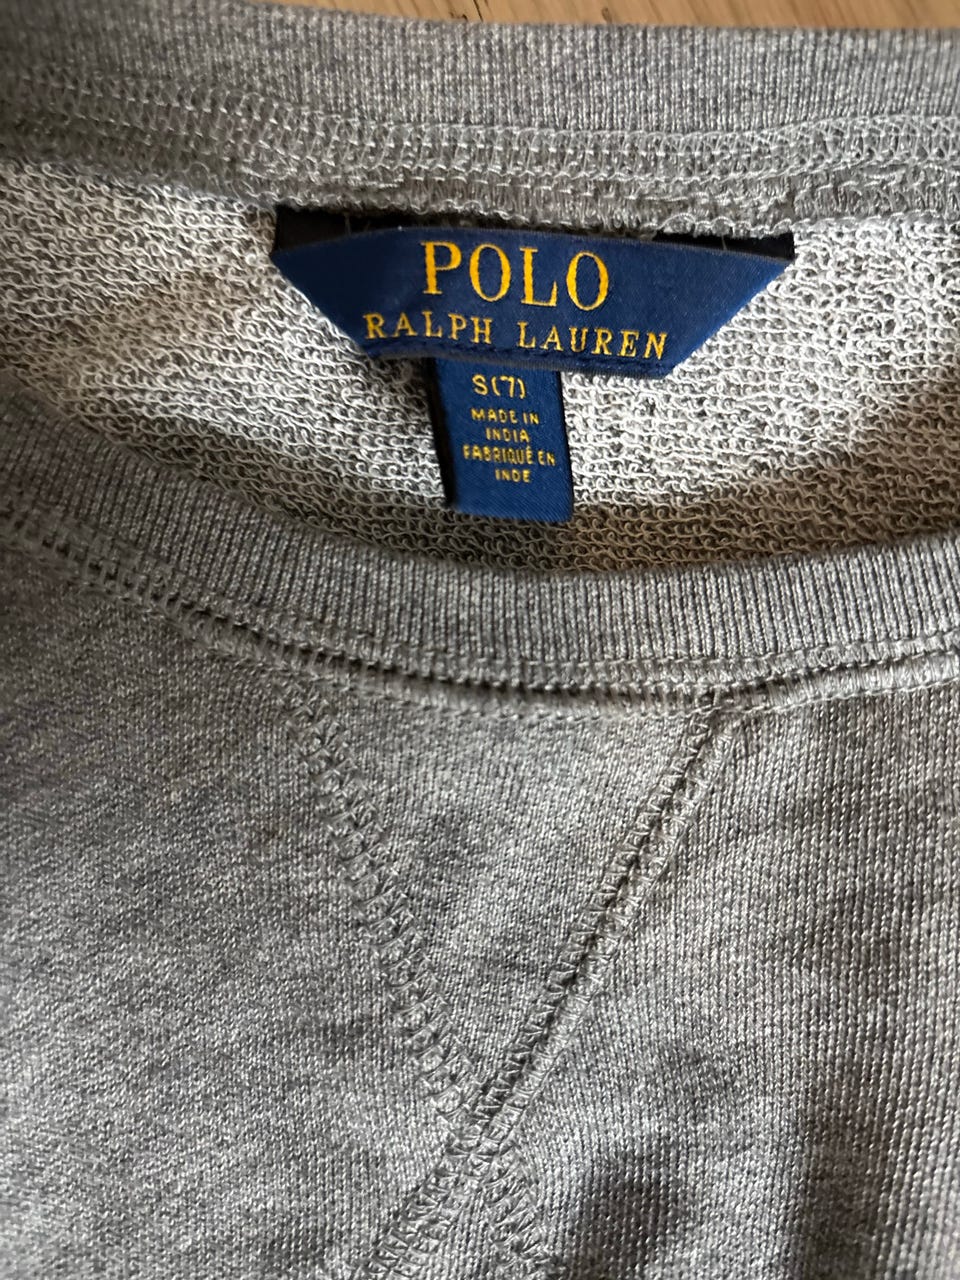 POLO
RALPH LAUREN
S(7)
MADE IN
INDIA
FABRIQUÉ EN
INDE